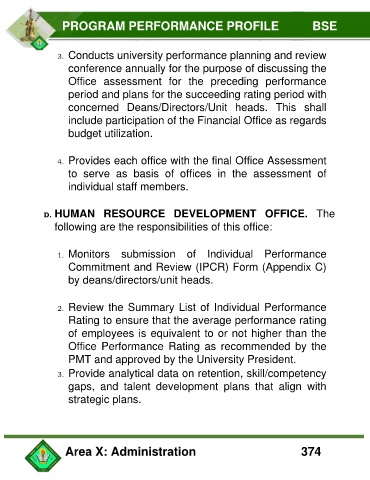 PROGRAM PERFORMANCE PROFILE BSE
3. Conducts university performance planning and review
conference annually for the purpose of discussing the
Office assessment for the preceding performance
period and plans for the succeeding rating period with
concerned Deans/Directors/Unit heads. This shall
include participation of the Financial Office as regards
budget utilization.
4. Provides each office with the final Office Assessment
to serve as basis of offices in the assessment of
individual staff members.
D. HUMAN RESOURCE DEVELOPMENT OFFICE. The
following are the responsibilities of this office:
1. Monitors submission of Individual Performance
Commitment and Review (IPCR) Form (Appendix C)
by deans/directors/unit heads.
2. Review the Summary List of Individual Performance
Rating to ensure that the average performance rating
of employees is equivalent to or not higher than the
Office Performance Rating as recommended by the
PMT and approved by the University President.
3. Provide analytical data on retention, skill/competency
gaps, and talent development plans that align with
strategic plans.
Area X: Administration 374